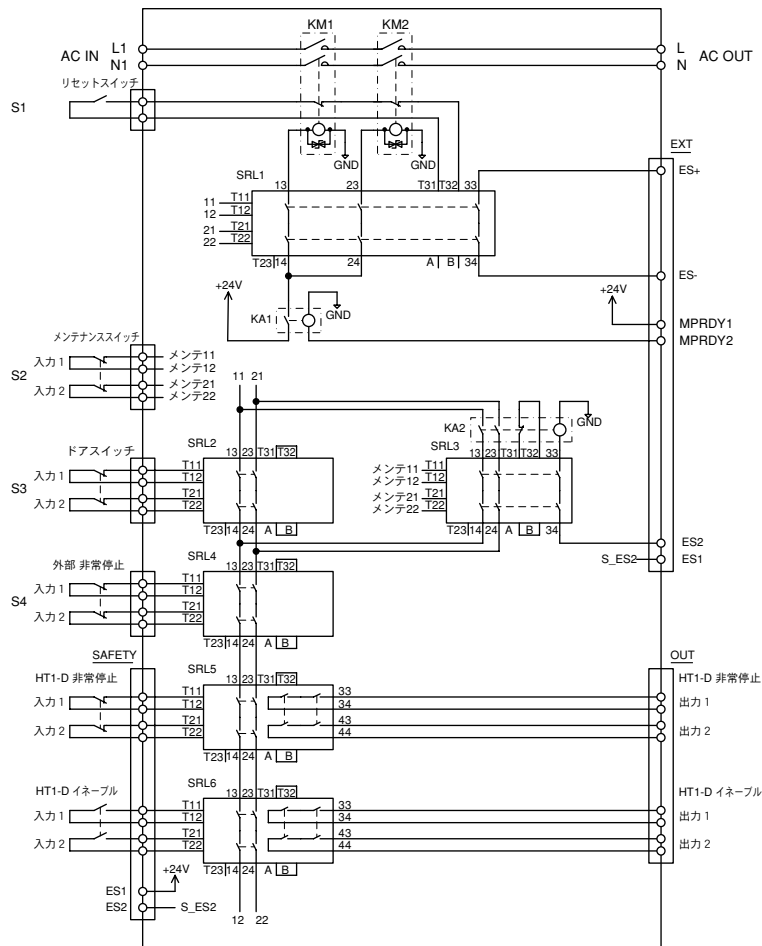 KM1 KM2
AC IN L1 L AC OUT
N1 N
リセットスイッチ
S1
GND GND
EXT
SRL1 13 23 T31 T32 33 ES+
11 T11
12 T12
21 T21
22 T22
T23 14 24 A B 34 ES-
+24V +24V
KA1 GND
MPRDY1
MPRDY2
メンテナンススイッチ
S2
入力1 メンテ11
メンテ12
入力2 メンテ21
メンテ22
11 21
KA2 GND
ドアスイッチ SRL2 13 23 T31 T32 SRL3 13 23 T31 T32 33
S3
入力1 T11 メンテ11 T11
T12 メンテ12 T12
入力2 T21 メンテ21 T21
T22 メンテ22 T22
T23 14 24 A B T23 14 24 A B 34
ES2
S_ES2 ES1
外部 非常停止 SRL4 13 23 T31 T32
S4
入力1 T11
T12
入力2 T21
T22
T23 14 24 A B
SAFETY OUT
HT1-D 非常停止 SRL5 13 23 T31 T32 HT1-D 非常停止
入力1 T11 33 出力1
T12 34
入力2 T21 43 出力2
T22 44
T23 14 24 A B
HT1-D イネーブル SRL6 13 23 T31 T32 HT1-D イネーブル
入力1 T11 33 出力1
T12 34
入力2 T21 43 出力2
T22 44
T23 14 24 A B
+24V
ES1
ES2 S_ES2
12 22